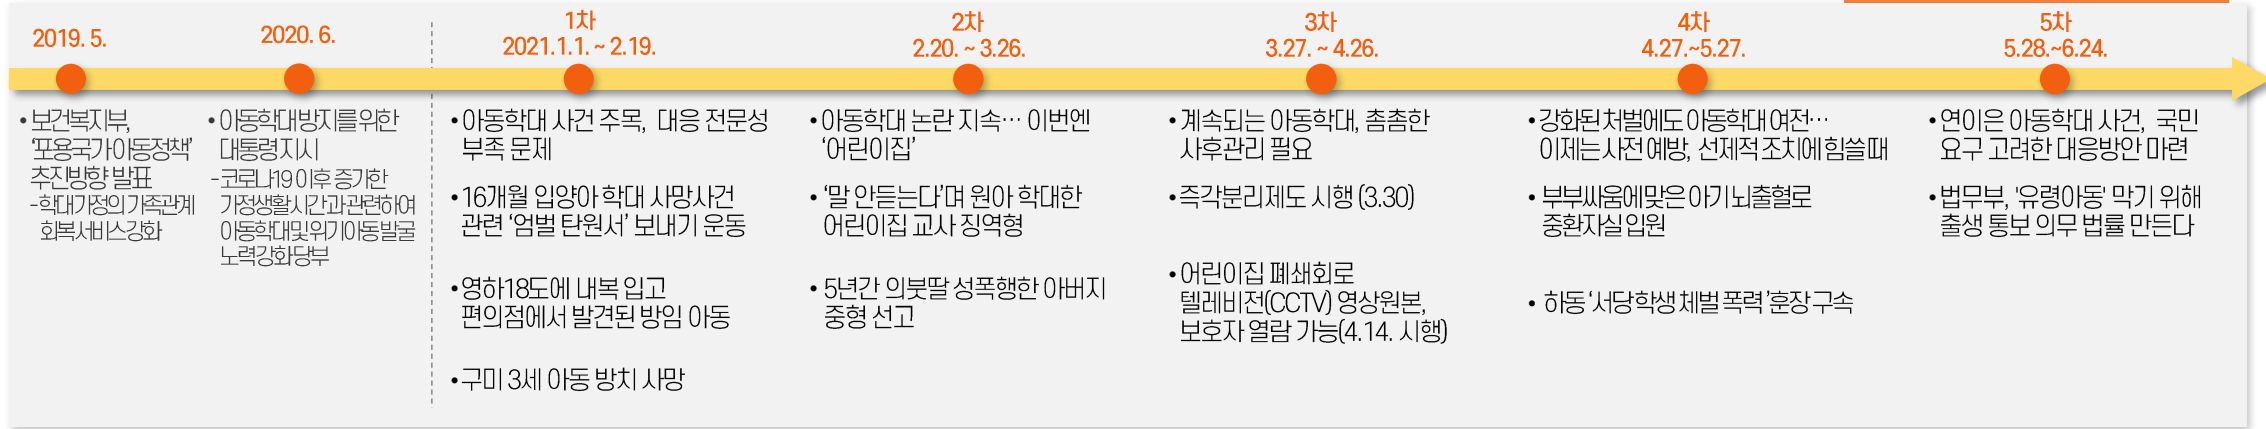 2019. 5.
• 보건복지부,
‘포용국가 아동정책’
추진방향 발표
-학대가정의 가족관계
회복서비스 강화
2020. 6.
• 아동학대 방지를 위한
대통령 지시
-코로나19 이후 증가한
가정생활시간과 관련하여
아동학대 및 위기아동 발굴
노력 강화 당부
1차
2021.1.1. ~ 2.19.
• 아동학대 사건 주목, 대응 전문성
부족 문제
• 16개월 입양아 학대 사망사건
관련 ‘엄벌 탄원서’ 보내기 운동
• 영하18도에 내복 입고
편의점에서 발견된 방임 아동
• 구미 3세 아동 방치 사망
2차
2.20. ~ 3.26.
• 아동학대 논란 지속… 이번엔
‘어린이집’
• ‘말 안듣는다’며 원아 학대한
어린이집 교사 징역형
• 5년간 의붓딸 성폭행한 아버지
중형 선고
3차
3.27. ~ 4.26.
• 계속되는 아동학대, 촘촘한
사후관리 필요
• 즉각분리제도 시행 (3.30)
• 어린이집 폐쇄회로
텔레비전(CCTV) 영상원본,
보호자 열람 가능(4.14. 시행)
4차
4.27.~5.27.
• 강화된 처벌에도 아동학대 여전…
이제는 사전 예방, 선제적 조치에 힘쓸 때
• 부부싸움에 맞은 아기 뇌출혈로
중환자실 입원
• 하동 ‘서당학생 체벌 폭력’ 훈장 구속
5차
5.28.~6.24.
• 연이은 아동학대 사건, 국민
요구 고려한 대응방안 마련
• 법무부, '유령아동' 막기 위해
출생 통보 의무 법률 만든다